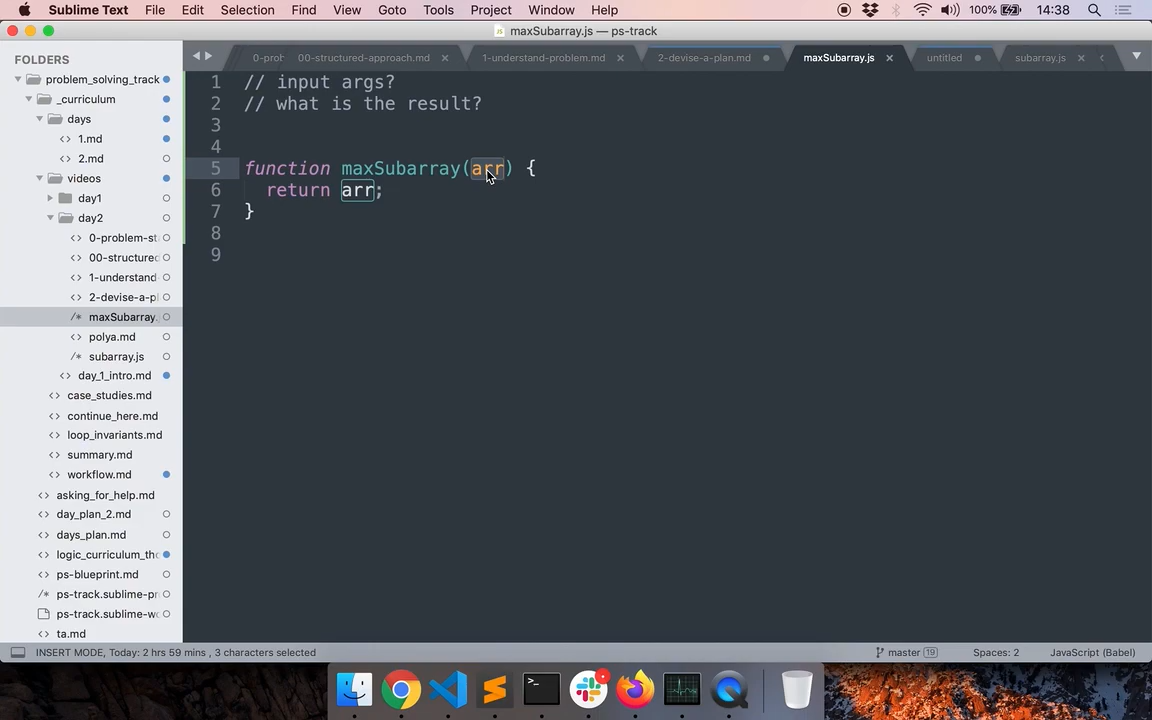 Sublime Text File Edit Selection Find View Goto Tools Project Window Help 100% 14:38
maxSubarray.js — ps-track
FOLDERS
problem_solving_track
_curriculum
days
1.md
2.md
videos
day1
day2
0-problem-st
00-structured
1-understand
2-devise-a-pl
maxSubarray.
polya.md
subarray.js
day_1_intro.md
case_studies.md
continue_here.md
loop_invariants.md
summary.md
workflow.md
asking_for_help.md
day_plan_2.md
days_plan.md
logic_curriculum_tho
ps-blueprint.md
ps-track.sublime-pr
ps-track.sublime-wo
ta.md
0-prob 00-structured-approach.md 1-understand-problem.md 2-devise-a-plan.md maxSubarray.js untitled subarray.js
1 // input args?
2 // what is the result?
3
4
5 function maxSubarray(arr) {
6 return arr;
7 }
8
9
INSERT MODE, Today: 2 hrs 59 mins , 3 characters selected master 19 Spaces: 2 JavaScript (Babel)